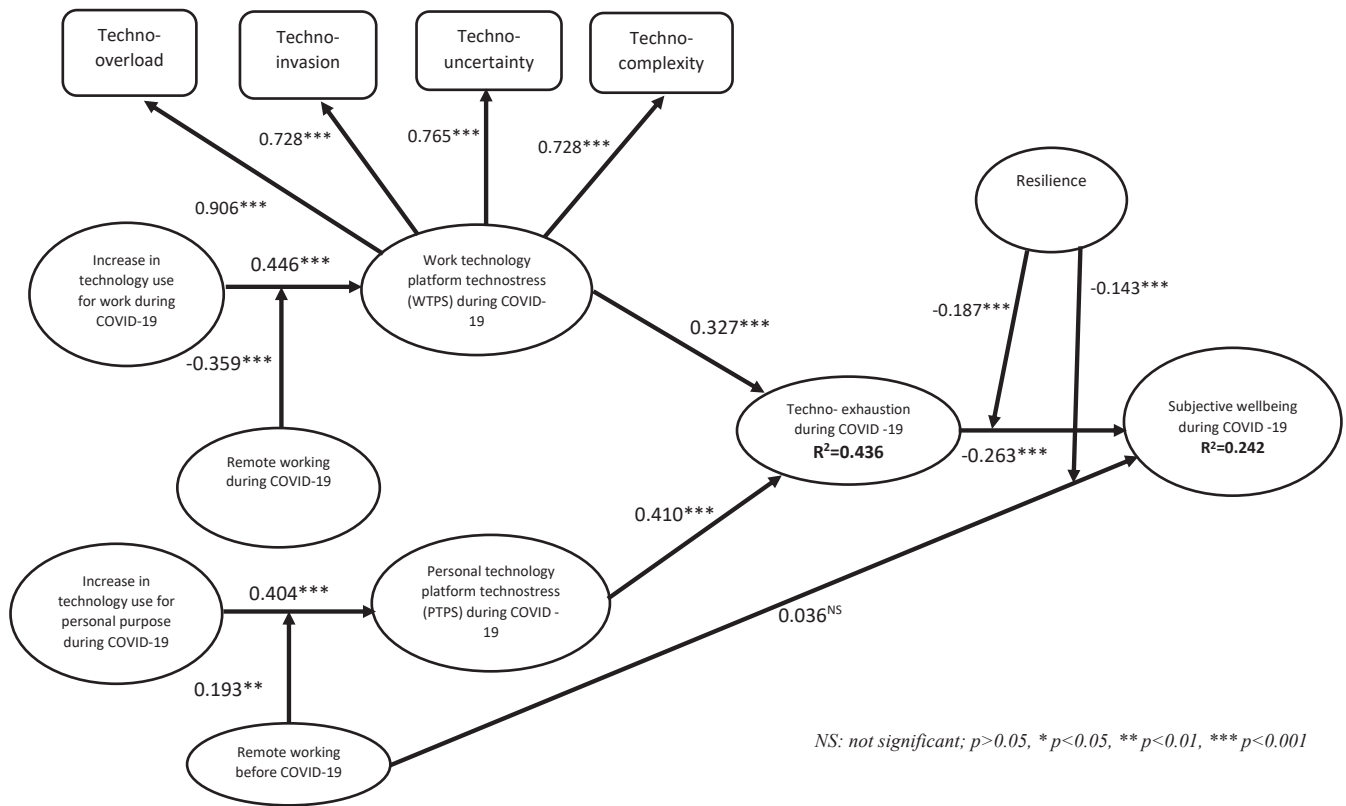 Techno-
overload
Techno-
invasion
Techno-
uncertainty
Techno-
complexity
0.906***
0.728***
0.765***
0.728***
Resilience
Increase in
technology use
for work during
COVID-19
0.446***
Work technology
platform technostress
(WTPS) during COVID-
19
-0.359***
Remote working
during COVID-19
0.327***
-0.187***
-0.143***
Techno- exhaustion
during COVID -19
R²=0.436
-0.263***
Subjective wellbeing
during COVID -19
R²=0.242
Increase in
technology use for
personal purpose
during COVID-19
0.404***
Personal technology
platform technostress
(PTPS) during COVID -
19
0.410***
0.193**
Remote working
before COVID-19
0.036NS
NS: not significant; p>0.05, * p<0.05, ** p<0.01, *** p<0.001